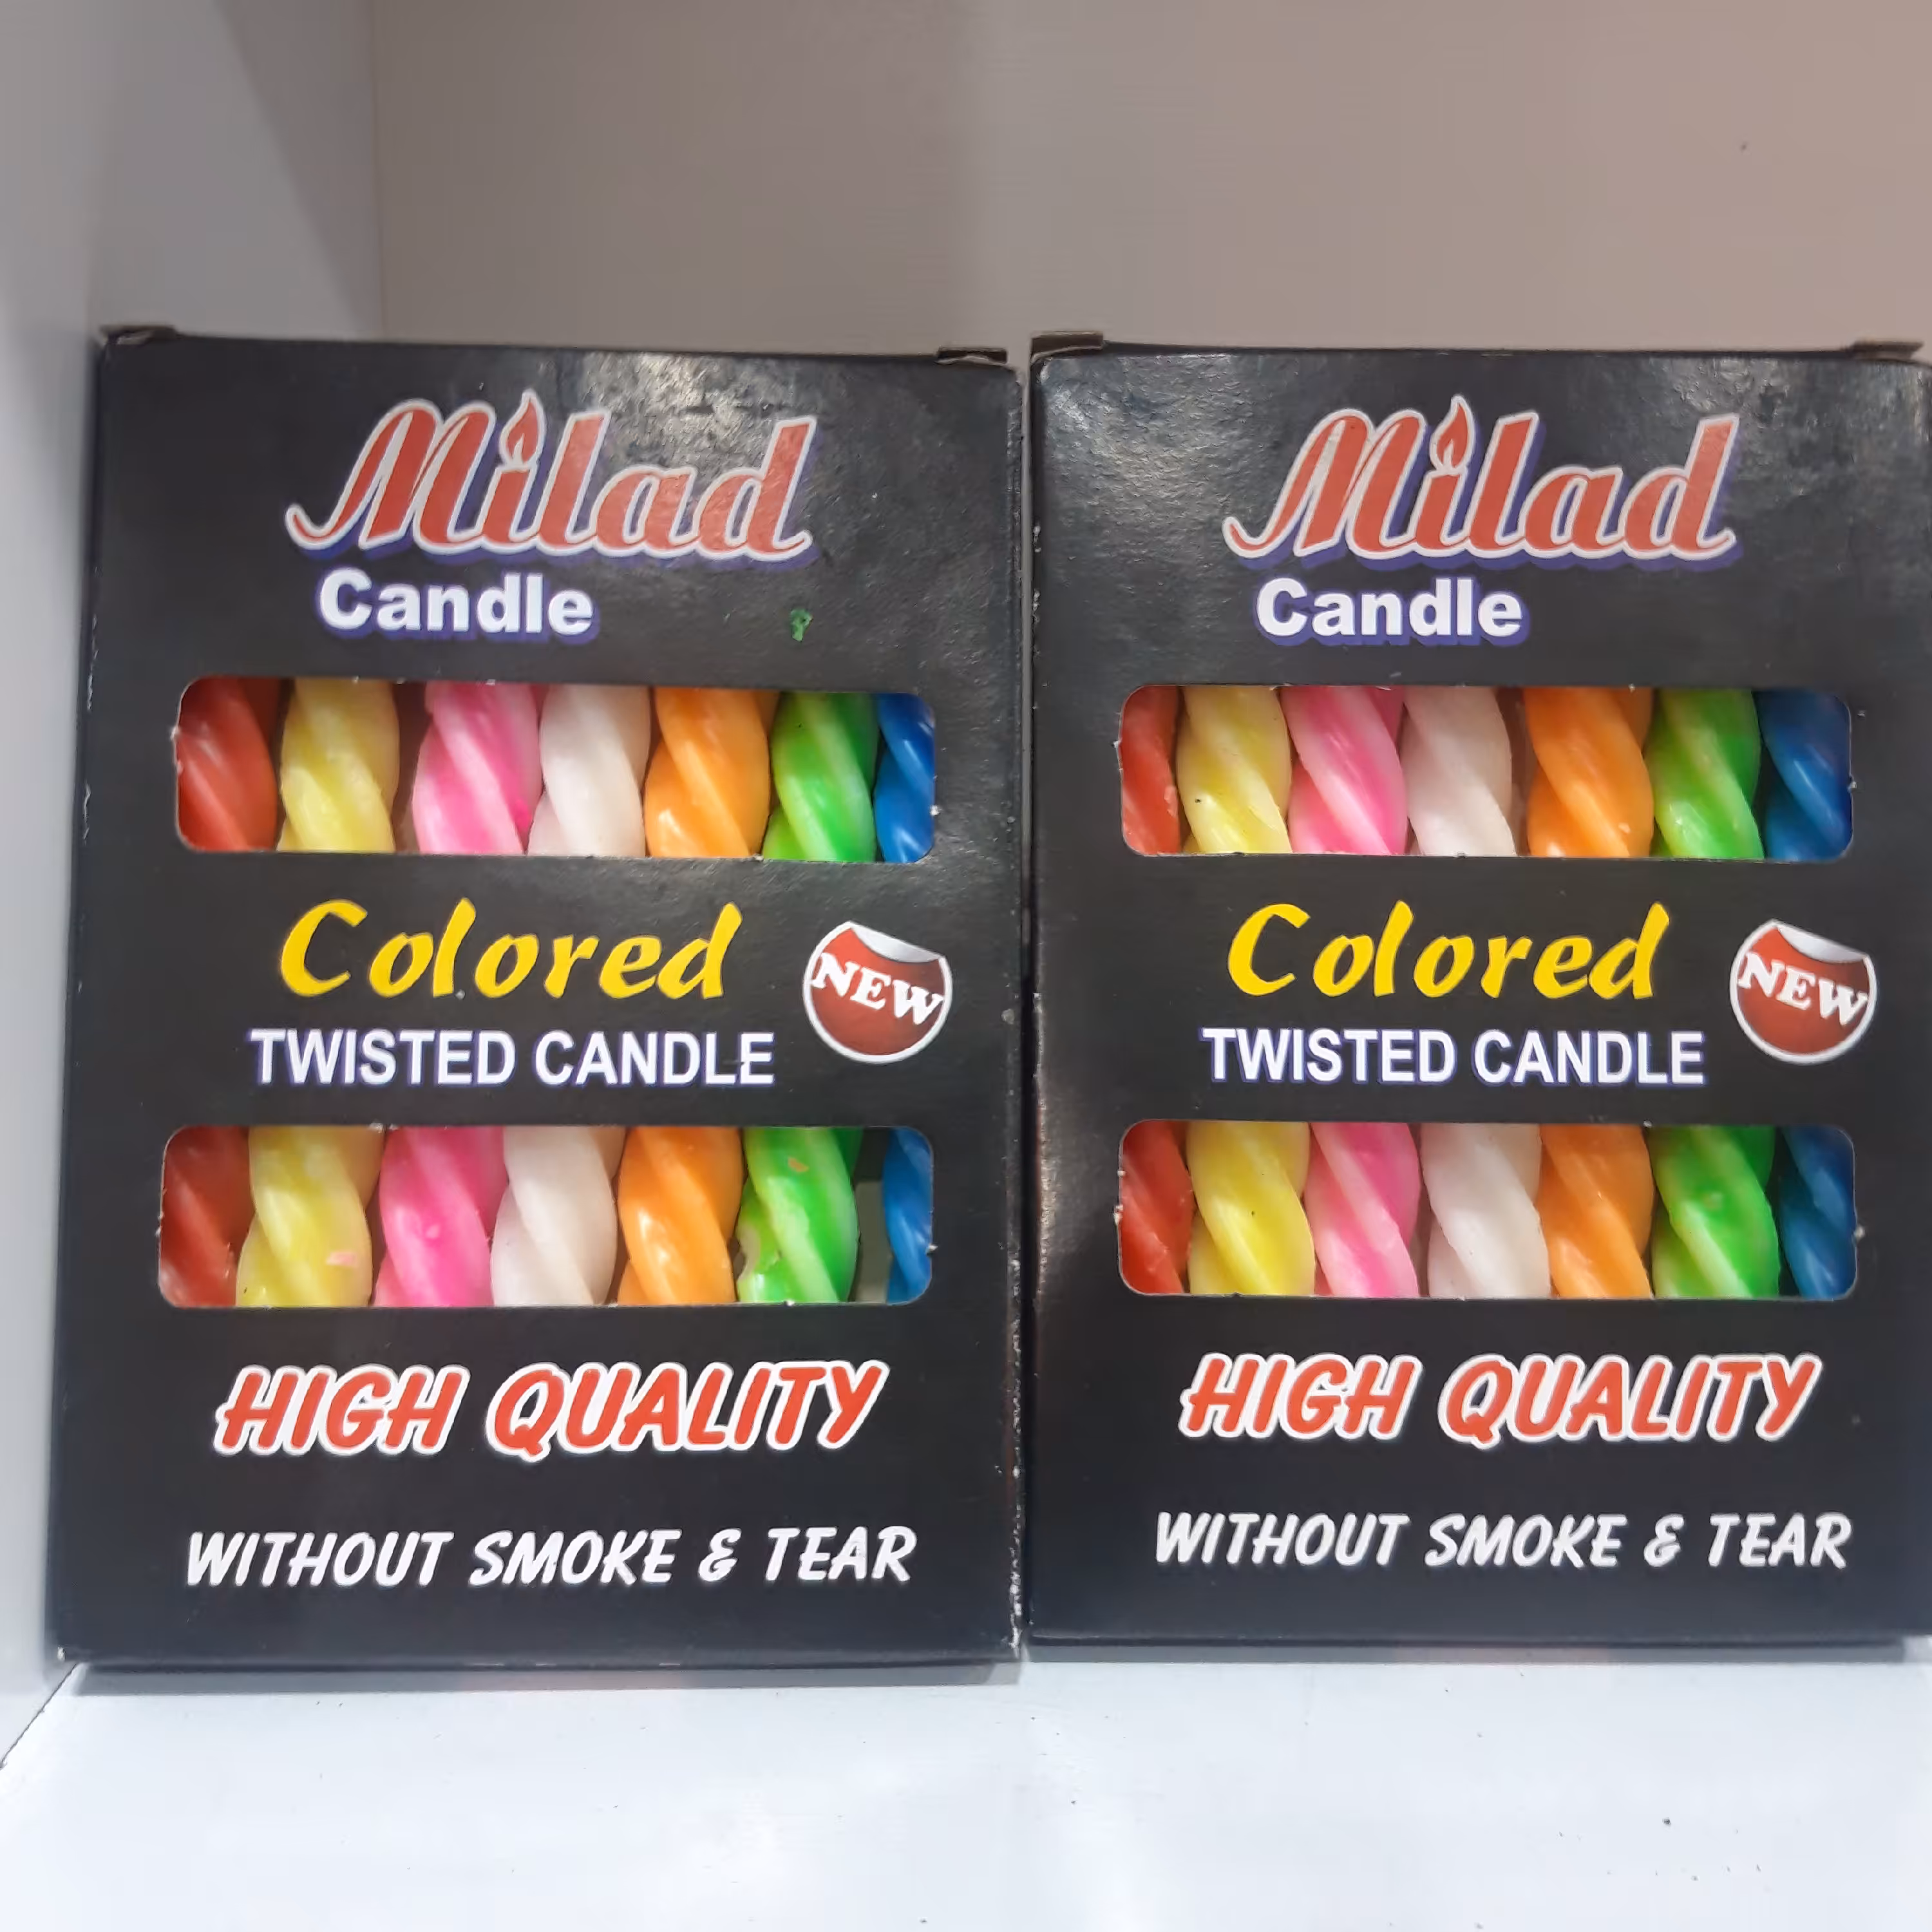 Milad
Candle
Colored
NEW
TWISTED CANDLE
HIGH QUALITY
WITHOUT SMOKE & TEAR
Milad
Candle
Colored
NEW
TWISTED CANDLE
HIGH QUALITY
WITHOUT SMOKE & TEAR